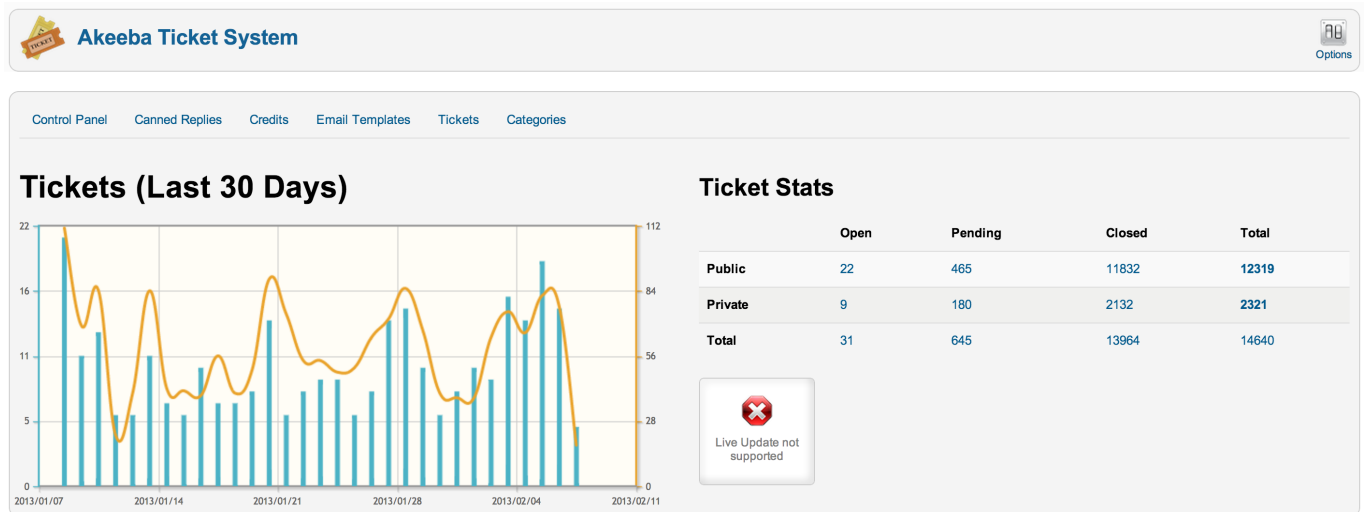 TICKET
Akeeba Ticket System
Options
Control Panel Canned Replies Credits Email Templates Tickets Categories
Tickets (Last 30 Days)
22
16
11
5
0
112
84
56
28
0
2013/01/07 2013/01/14 2013/01/21 2013/01/28 2013/02/04 2013/02/11
Ticket Stats
Open Pending Closed Total
Public 22 465 11832 12319
Private 9 180 2132 2321
Total 31 645 13964 14640
Live Update not
supported